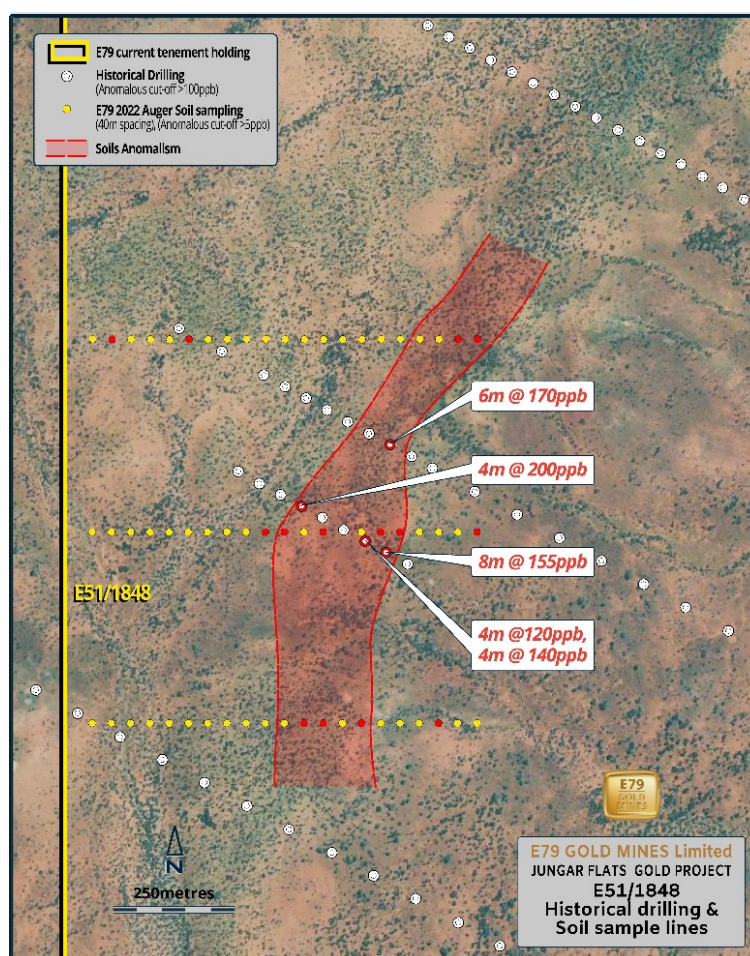 E79 current tenement holding
Historical Drilling
(Anomalous cut-off >100ppb)
E79 2022 Auger Soil sampling
(40m spacing), (Anomalous cut-off >5ppb)
Soils Anomalism
6m @ 170ppb
4m @ 200ppb
8m @ 155ppb
E51/1848
4m @120ppb,
4m @ 140ppb
N
250metres
E79
GOLD
MINES
E79 GOLD MINES Limited
JUNGAR FLATS GOLD PROJECT
E51/1848
Historical drilling &
Soil sample lines